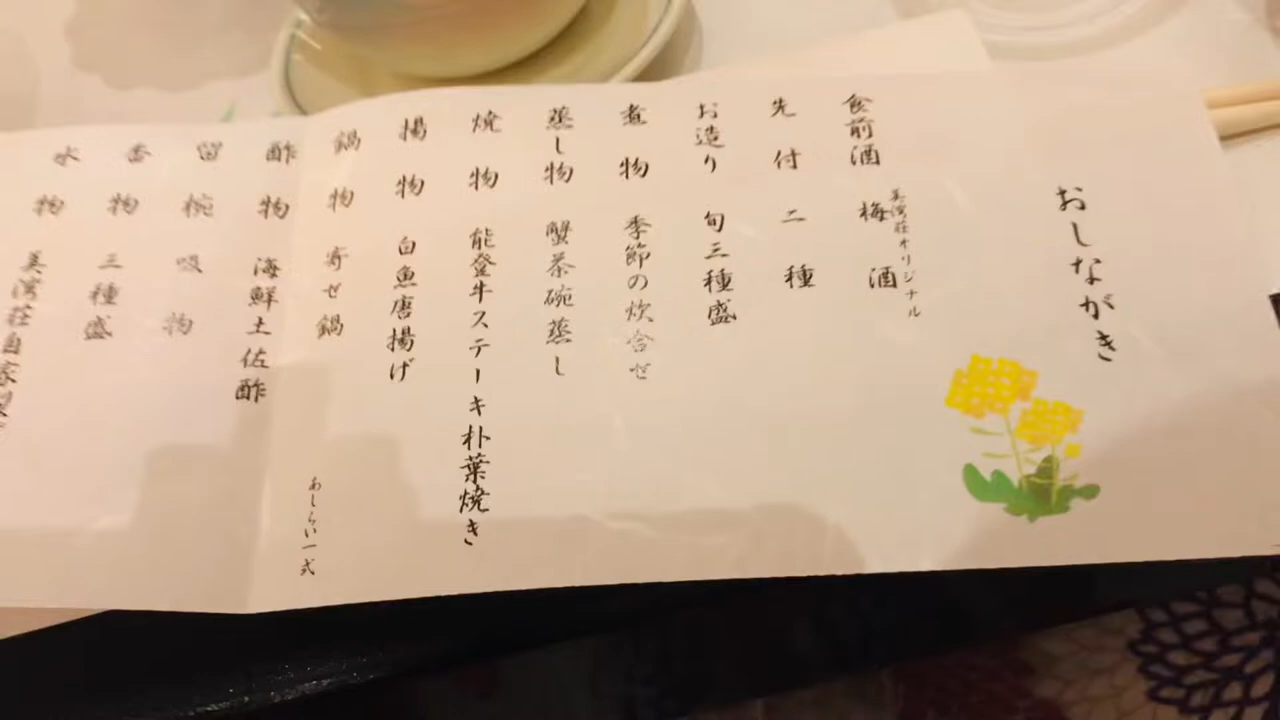 おしながき
食前酒 美湾荘オリジナル 梅酒
先付 二種
お造り 旬三種盛
煮物 季節の炊合せ
蒸し物 蟹茶碗蒸し
焼物 能登牛ステーキ朴葉焼き
揚物 白魚唐揚げ
鍋物 寄せ鍋 あしらい一式
酢物 海鮮土佐酢
留椀 吸物
香物 三種盛
水物 美湾荘自家製